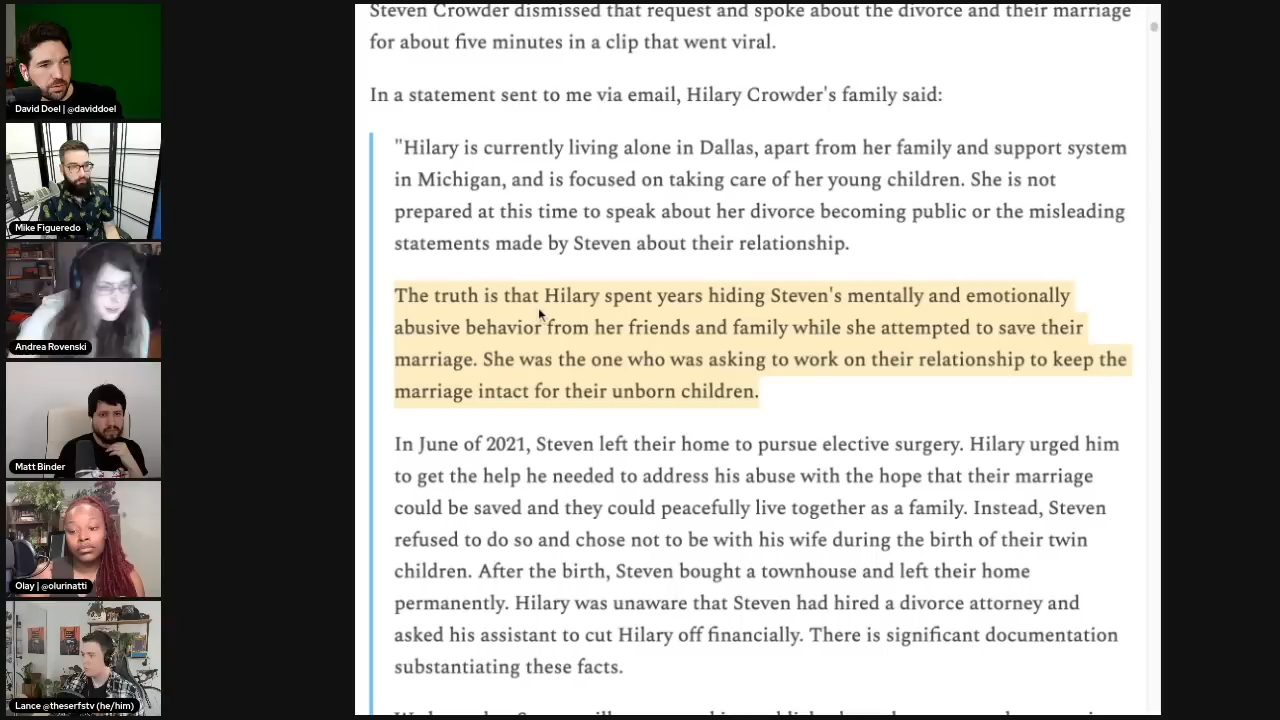 Steven Crowder dismissed that request and spoke about the divorce and their marriage
for about five minutes in a clip that went viral.
In a statement sent to me via email, Hilary Crowder's family said:
"Hilary is currently living alone in Dallas, apart from her family and support system
in Michigan, and is focused on taking care of her young children. She is not
prepared at this time to speak about her divorce becoming public or the misleading
statements made by Steven about their relationship.
The truth is that Hilary spent years hiding Steven's mentally and emotionally
abusive behavior from her friends and family while she attempted to save their
marriage. She was the one who was asking to work on their relationship to keep the
marriage intact for their unborn children.
In June of 2021, Steven left their home to pursue elective surgery. Hilary urged him
to get the help he needed to address his abuse with the hope that their marriage
could be saved and they could peacefully live together as a family. Instead, Steven
refused to do so and chose not to be with his wife during the birth of their twin
children. After the birth, Steven bought a townhouse and left their home
permanently. Hilary was unaware that Steven had hired a divorce attorney and
asked his assistant to cut Hilary off financially. There is significant documentation
substantiating these facts.
David Doel | @daviddoel
Mike Figueredo
Andrea Rovenski
Matt Binder
Olay | @olurinatti
Lance @theserfstv (he/him)